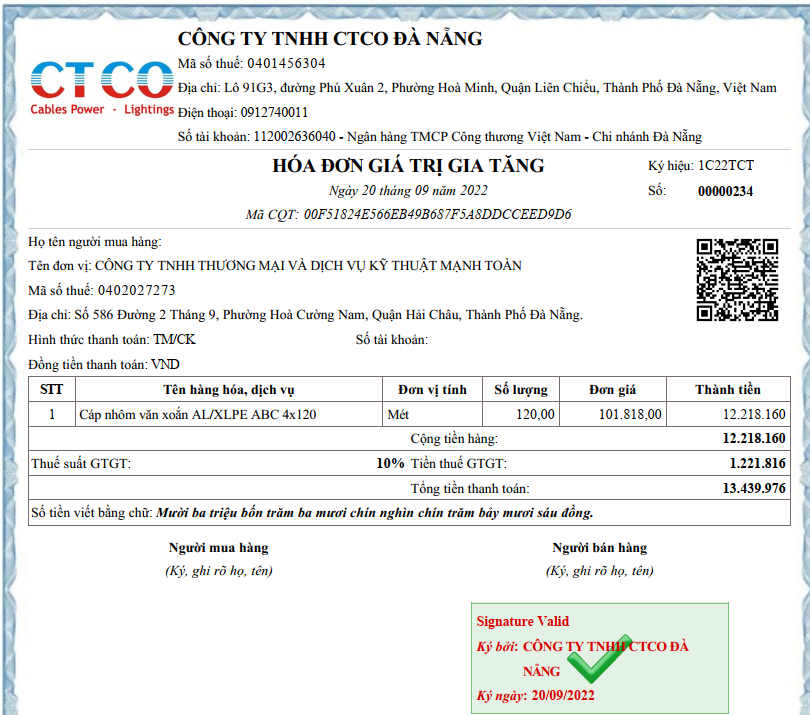 CÔNG TY TNHH CTCO ĐÀ NẴNG
CTCO
Cables Power - Lightings
Mã số thuế: 0401456304
Địa chỉ: Lô 91G3, đường Phú Xuân 2, Phường Hoà Minh, Quận Liên Chiểu, Thành Phố Đà Nẵng, Việt Nam
Điện thoại: 0912740011
Số tài khoản: 112002636040 - Ngân hàng TMCP Công thương Việt Nam - Chi nhánh Đà Nẵng
HÓA ĐƠN GIÁ TRỊ GIA TĂNG
Ký hiệu: 1C22TCT
Ngày 20 tháng 09 năm 2022
Số: 00000234
Mã CQT: 00F51824E566EB49B687F5A8DDCCEED9D6
Họ tên người mua hàng:
Tên đơn vị: CÔNG TY TNHH THƯƠNG MẠI VÀ DỊCH VỤ KỸ THUẬT MẠNH TOÀN
Mã số thuế: 0402027273
Địa chỉ: Số 586 Đường 2 Tháng 9, Phường Hoà Cường Nam, Quận Hải Châu, Thành Phố Đà Nẵng.
Hình thức thanh toán: TM/CK Số tài khoản:
Đồng tiền thanh toán: VND
STT Tên hàng hóa, dịch vụ Đơn vị tính Số lượng Đơn giá Thành tiền
1 Cáp nhôm văn xoắn AL/XLPE ABC 4x120 Mét 120,00 101.818,00 12.218.160
Cộng tiền hàng: 12.218.160
Thuế suất GTGT: 10% Tiền thuế GTGT: 1.221.816
Tổng tiền thanh toán: 13.439.976
Số tiền viết bằng chữ: Mười ba triệu bốn trăm ba mươi chín nghìn chín trăm bảy mươi sáu đồng.
Người mua hàng Người bán hàng
(Ký, ghi rõ họ, tên) (Ký, ghi rõ họ, tên)
Signature Valid
Ký bởi: CÔNG TY TNHH CTCO ĐÀ
NẴNG
Ký ngày: 20/09/2022